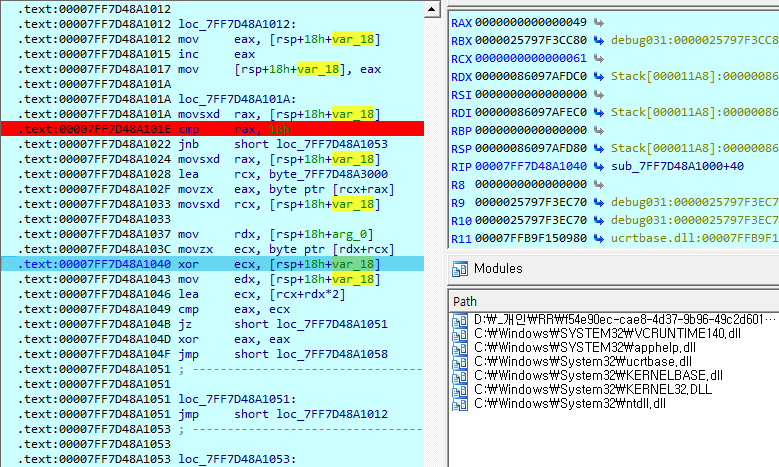 .text:00007FF7D48A1012
.text:00007FF7D48A1012 loc_7FF7D48A1012:
.text:00007FF7D48A1012 mov eax, [rsp+18h+var_18]
.text:00007FF7D48A1015 inc eax
.text:00007FF7D48A1017 mov [rsp+18h+var_18], eax
.text:00007FF7D48A101A
.text:00007FF7D48A101A loc_7FF7D48A101A:
.text:00007FF7D48A101A movsxd rax, [rsp+18h+var_18]
.text:00007FF7D48A101E cmp rax, 18h
.text:00007FF7D48A1022 jnb short loc_7FF7D48A1053
.text:00007FF7D48A1024 movsxd rax, [rsp+18h+var_18]
.text:00007FF7D48A1028 lea rcx, byte_7FF7D48A3000
.text:00007FF7D48A102F movzx eax, byte ptr [rcx+rax]
.text:00007FF7D48A1033 movsxd rcx, [rsp+18h+var_18]
.text:00007FF7D48A1033
.text:00007FF7D48A1037 mov rdx, [rsp+18h+arg_0]
.text:00007FF7D48A103C movzx ecx, byte ptr [rdx+rcx]
.text:00007FF7D48A1040 xor ecx, [rsp+18h+var_18]
.text:00007FF7D48A1043 mov edx, [rsp+18h+var_18]
.text:00007FF7D48A1046 lea ecx, [rcx+rdx*2]
.text:00007FF7D48A1049 cmp eax, ecx
.text:00007FF7D48A104B jz short loc_7FF7D48A1051
.text:00007FF7D48A104D xor eax, eax
.text:00007FF7D48A104F jmp short loc_7FF7D48A1058
.text:00007FF7D48A1051 ; ---------------------------
.text:00007FF7D48A1051
.text:00007FF7D48A1051 loc_7FF7D48A1051:
.text:00007FF7D48A1051 jmp short loc_7FF7D48A1012
.text:00007FF7D48A1053 ; ---------------------------
.text:00007FF7D48A1053
.text:00007FF7D48A1053 loc_7FF7D48A1053:
RAX 0000000000000049
RBX 0000025797F3CC80 debug031:0000025797F3CC8
RCX 0000000000000061
RDX 00000086097AFDC0 Stack[000011A8]:00000086
RSI 0000000000000000
RDI 00000086097AFEC0 Stack[000011A8]:00000086
RBP 0000000000000000
RSP 00000086097AFD80 Stack[000011A8]:00000086
RIP 00007FF7D48A1040 sub_7FF7D48A1000+40
R8 0000000000000000
R9 0000025797F3EC70 debug031:0000025797F3EC7
R10 0000025797F3EC70 debug031:0000025797F3EC7
R11 00007FFB9F150980 ucrtbase.dll:00007FFB9F1
Modules
Path
D:₩_개인₩RR₩f54e90ec-cae8-4d37-9b96-49c2d601...
C:₩Windows₩SYSTEM32₩VCRUNTIME140.dll
C:₩Windows₩SYSTEM32₩apphelp.dll
C:₩Windows₩System32₩ucrtbase.dll
C:₩Windows₩System32₩KERNELBASE.dll
C:₩Windows₩System32₩KERNEL32.DLL
C:₩Windows₩System32₩ntdll.dll